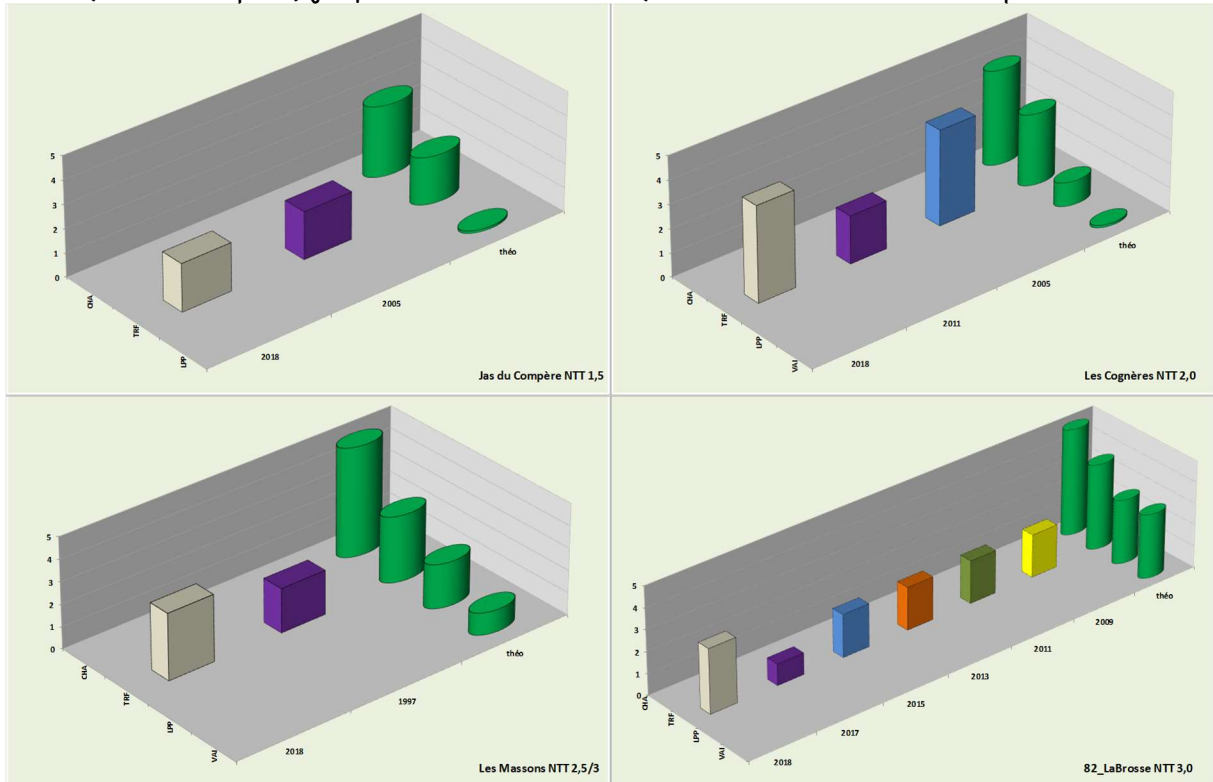 5
4
3
2
1
0
CHA
TRF
LPP
2018
2005
théo
Jas du Compère NTT 1,5
5
4
3
2
1
0
CHA
TRF
LPP
VAI
2018
2011
2005
théo
Les Cognères NTT 2,0
5
4
3
2
1
0
CHA
TRF
LPP
VAI
2018
1997
théo
Les Massons NTT 2,5/3
5
4
3
2
1
0
CHA
TRF
LPP
VAI
2018
2017
2015
2013
2011
2009
théo
82_LaBrosse NTT 3,0